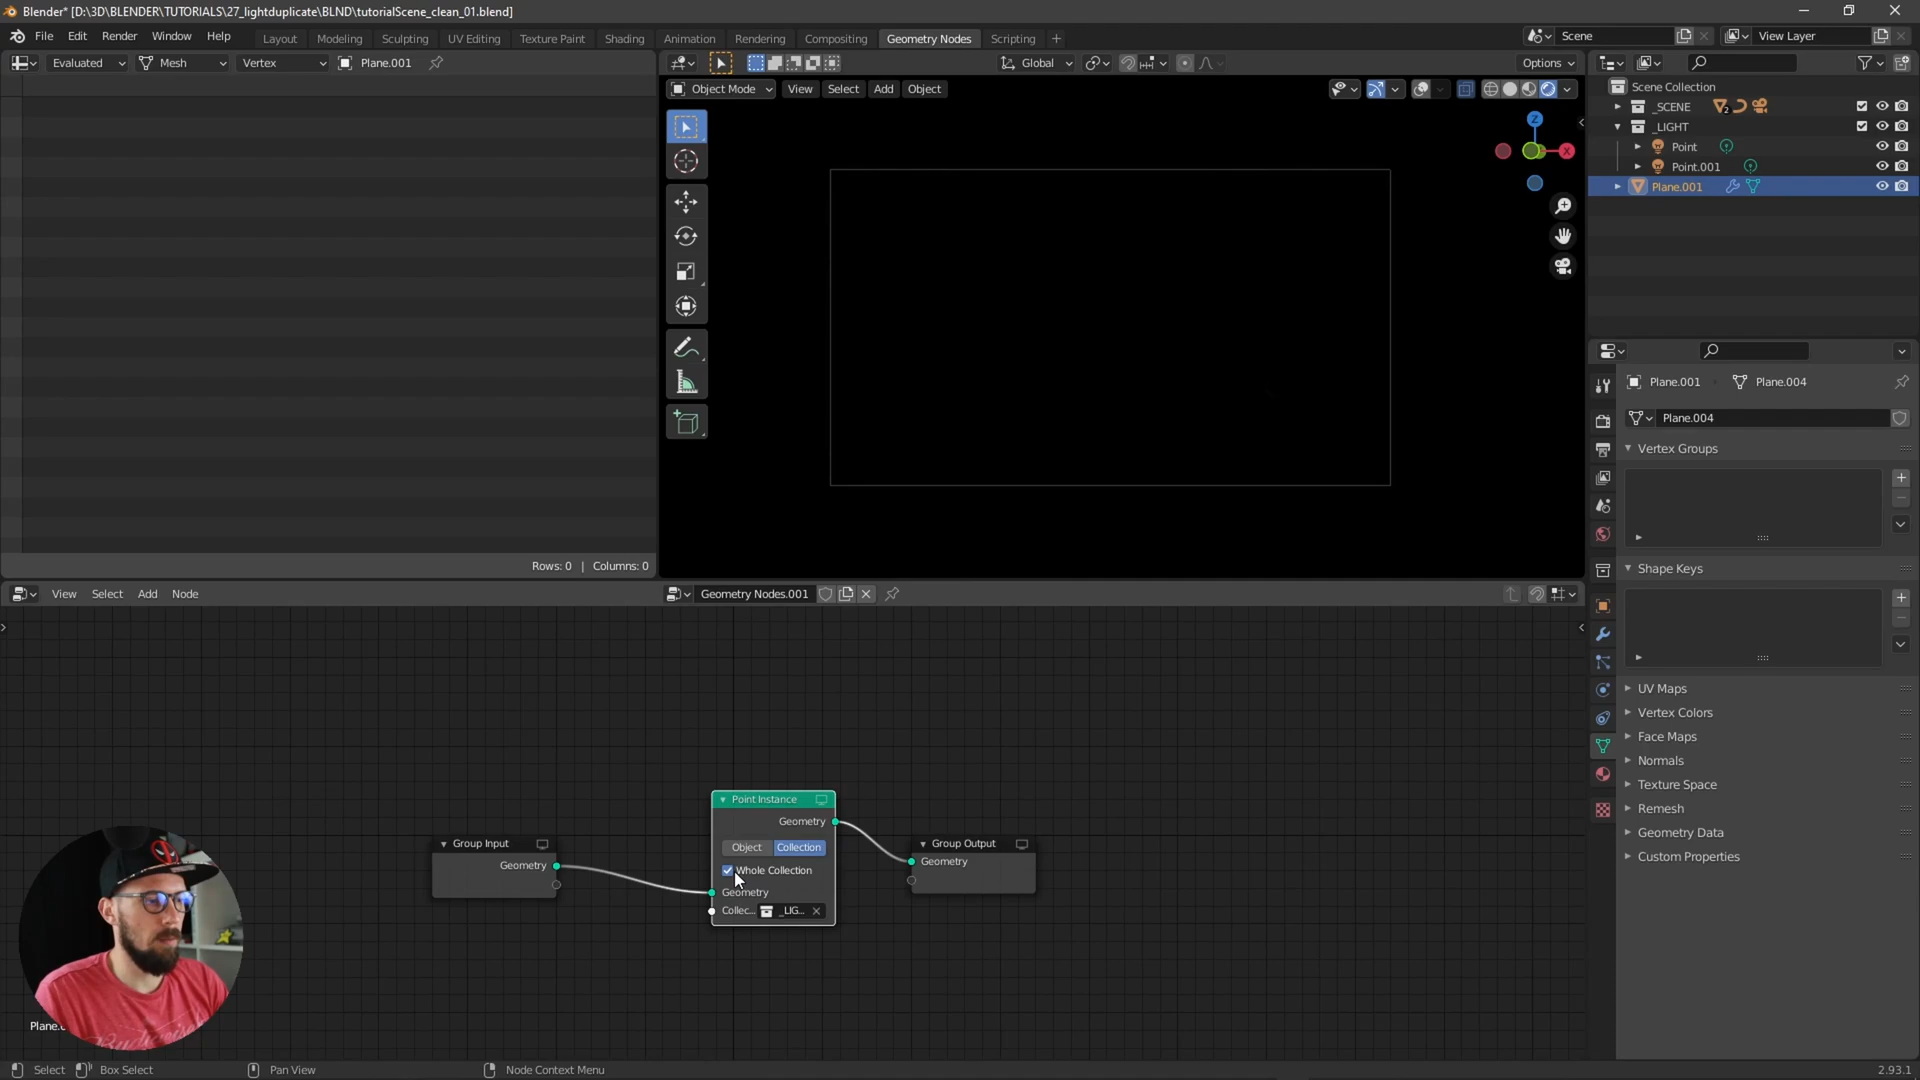 Blender* [D:\3D\BLENDER\TUTORIALS\27_lightduplicate\BLND\tutorialScene_clean_01.blend]
File Edit Render Window Help Layout Modeling Sculpting UV Editing Texture Paint Shading Animation Rendering Compositing Geometry Nodes Scripting + Scene View Layer
Evaluated Mesh Vertex Plane.001 Global Options
Object Mode View Select Add Object
Scene Collection
_SCENE 2
_LIGHT
Point
Point.001
Plane.001
Z
X
Plane.001 Plane.004
Plane.004
Vertex Groups
Shape Keys
Rows: 0 | Columns: 0
View Select Add Node Geometry Nodes.001
UV Maps
Vertex Colors
Face Maps
Normals
Texture Space
Remesh
Geometry Data
Custom Properties
Group Input
Geometry
Point Instance
Geometry
Object Collection
Whole Collection
Geometry
Collec... _LIG...
Group Output
Geometry
Select Box Select Pan View Node Context Menu 2.93.1